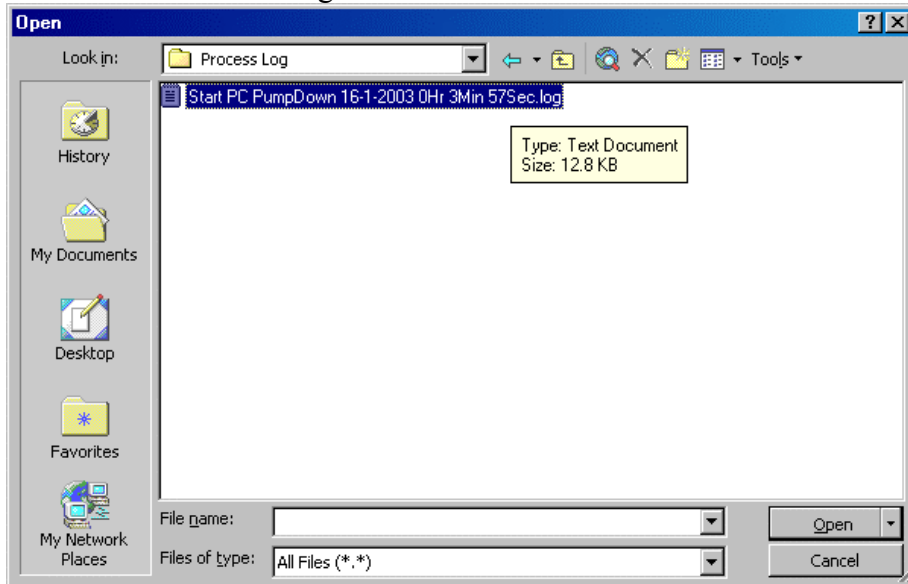 Open
Look in:
Process Log
Tools
Start PC PumpDown 16-1-2003 0Hr 3Min 57Sec.log
Type: Text Document
Size: 12.8 KB
History
My Documents
Desktop
Favorites
My Network
Places
File name:
Files of type:
All Files (*.*)
Open
Cancel